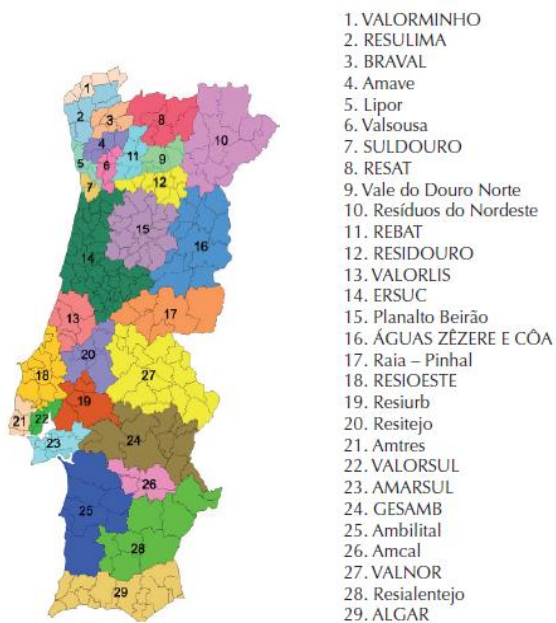 1. VALORMINHO
2. RESULIMA
3. BRAVAL
4. Amave
5. Lipor
6. Valsousa
7. SULDOURO
8. RESAT
9. Vale do Douro Norte
10. Resíduos do Nordeste
11. REBAT
12. RESIDOURO
13. VALORLIS
14. ERSUC
15. Planalto Beirão
16. ÁGUAS ZÊZERE E CÔA
17. Raia – Pinhal
18. RESIOESTE
19. Resiurb
20. Resitejo
21. Amtres
22. VALORSUL
23. AMARSUL
24. GESAMB
25. Ambilital
26. Amcal
27. VALNOR
28. Resialentejo
29. ALGAR
1
2
3
8
10
4
5
6
11
9
7
12
15
14
16
13
17
20
18
27
19
21
22
23
24
26
25
28
29